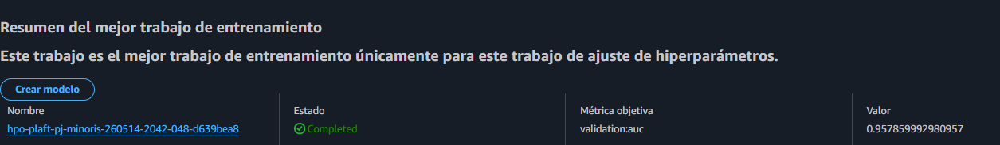 Resumen del mejor trabajo de entrenamiento
Este trabajo es el mejor trabajo de entrenamiento únicamente para este trabajo de ajuste de hiperparámetros.
Crear modelo
Nombre
hpo-plaft-pj-minoris-260514-2042-048-d639bea8
Estado
Completed
Métrica objetiva
validation:auc
Valor
0.957859992980957